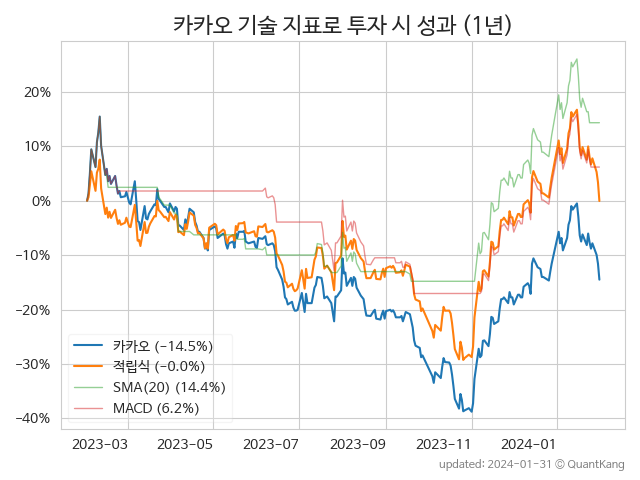 카카오 기술 지표로 투자 시 성과 (1년)
20%
10%
0%
−10%
−20%
−30%
−40%
카카오 (−14.5%)
적립식 (−0.0%)
SMA(20) (14.4%)
MACD (6.2%)
2023-03 2023-05 2023-07 2023-09 2023-11 2024-01
updated: 2024-01-31 © QuantKang